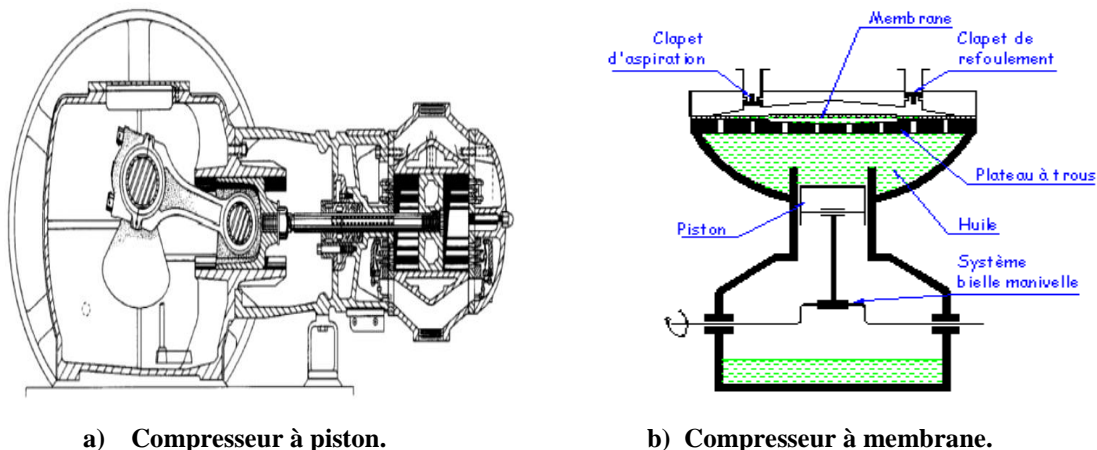 Membrane
Clapet
d'aspiration
Clapet de
refoulement
Plateau à trous
Piston
Huile
Système
bielle manivelle
a) Compresseur à piston.
b) Compresseur à membrane.